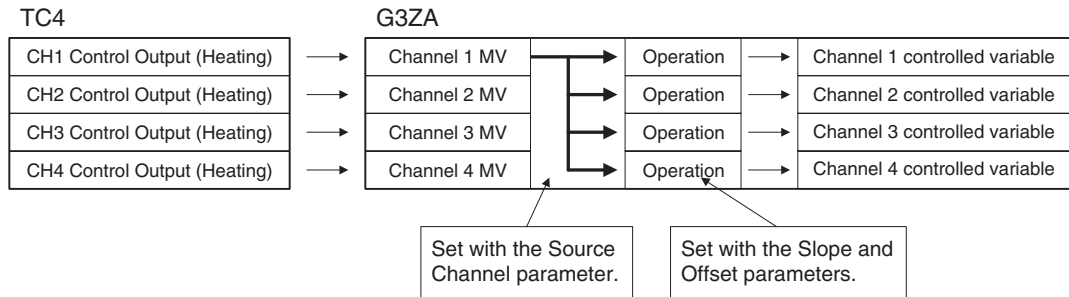 TC4
G3ZA
CH1 Control Output (Heating)
Channel 1 MV
Operation
Channel 1 controlled variable
CH2 Control Output (Heating)
Channel 2 MV
Operation
Channel 2 controlled variable
CH3 Control Output (Heating)
Channel 3 MV
Operation
Channel 3 controlled variable
CH4 Control Output (Heating)
Channel 4 MV
Operation
Channel 4 controlled variable
Set with the Source
Channel parameter.
Set with the Slope and
Offset parameters.